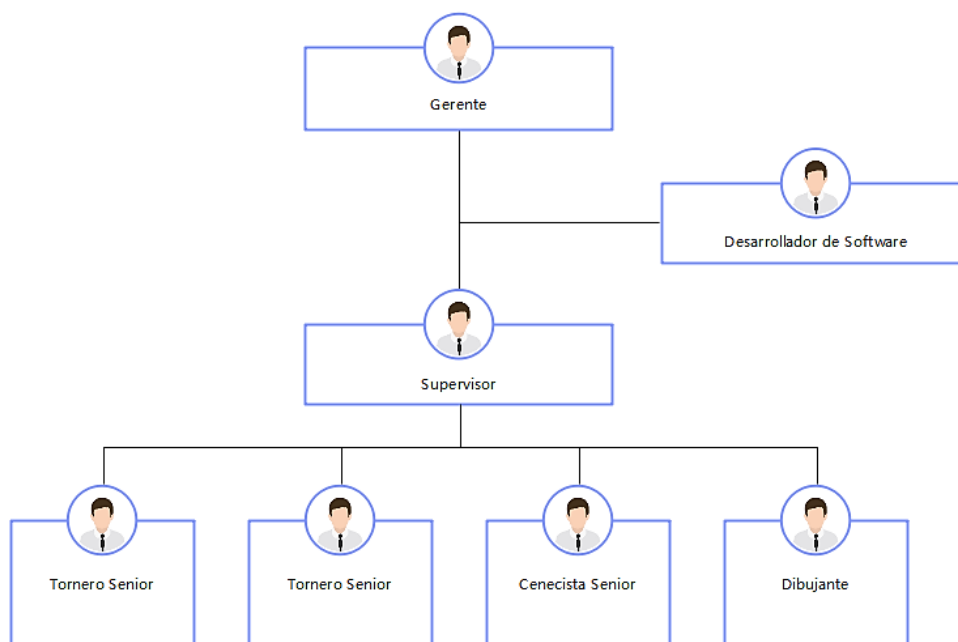 Gerente
Desarrollador de Software
Supervisor
Tornero Senior
Tornero Senior
Cenecista Senior
Dibujante